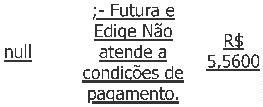 ;- Futura e
Edige Não
null atende a R$
condições de 5,5600
pagamento.